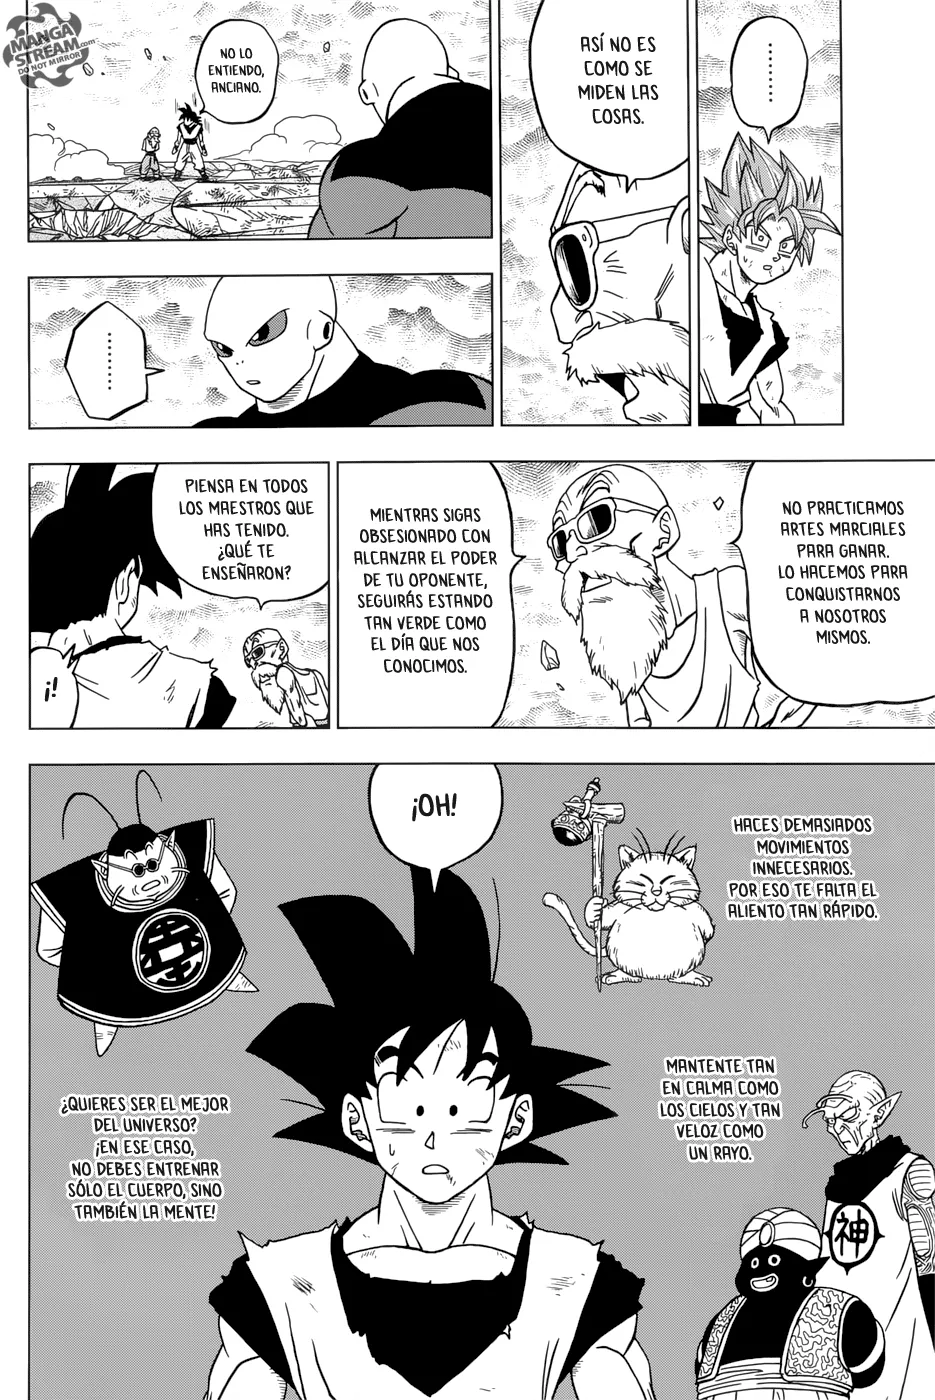 MANGA
STREAM.com
DO NOT MIRROR
………
ASÍ NO ES
COMO SE
MIDEN LAS
COSAS.
NO LO
ENTIENDO,
ANCIANO.
………
NO PRACTICAMOS
ARTES MARCIALES
PARA GANAR.
LO HACEMOS PARA
CONQUISTARNOS
A NOSOTROS
MISMOS.
MIENTRAS SIGAS
OBSESIONADO CON
ALCANZAR EL PODER
DE TU OPONENTE,
SEGUIRÁS ESTANDO
TAN VERDE COMO
EL DÍA QUE NOS
CONOCIMOS.
PIENSA EN TODOS
LOS MAESTROS QUE
HAS TENIDO.
¿QUÉ TE
ENSEÑARON?
¡!
¡OH!
HACES DEMASIADOS
MOVIMIENTOS
INNECESARIOS.
POR ESO TE FALTA EL
ALIENTO TAN RÁPIDO.
MANTENTE TAN
EN CALMA COMO
LOS CIELOS Y TAN
VELOZ COMO
UN RAYO.
神
¿QUIERES SER EL MEJOR
DEL UNIVERSO?
¡EN ESE CASO,
NO DEBES ENTRENAR
SÓLO EL CUERPO, SINO
TAMBIÉN LA MENTE!